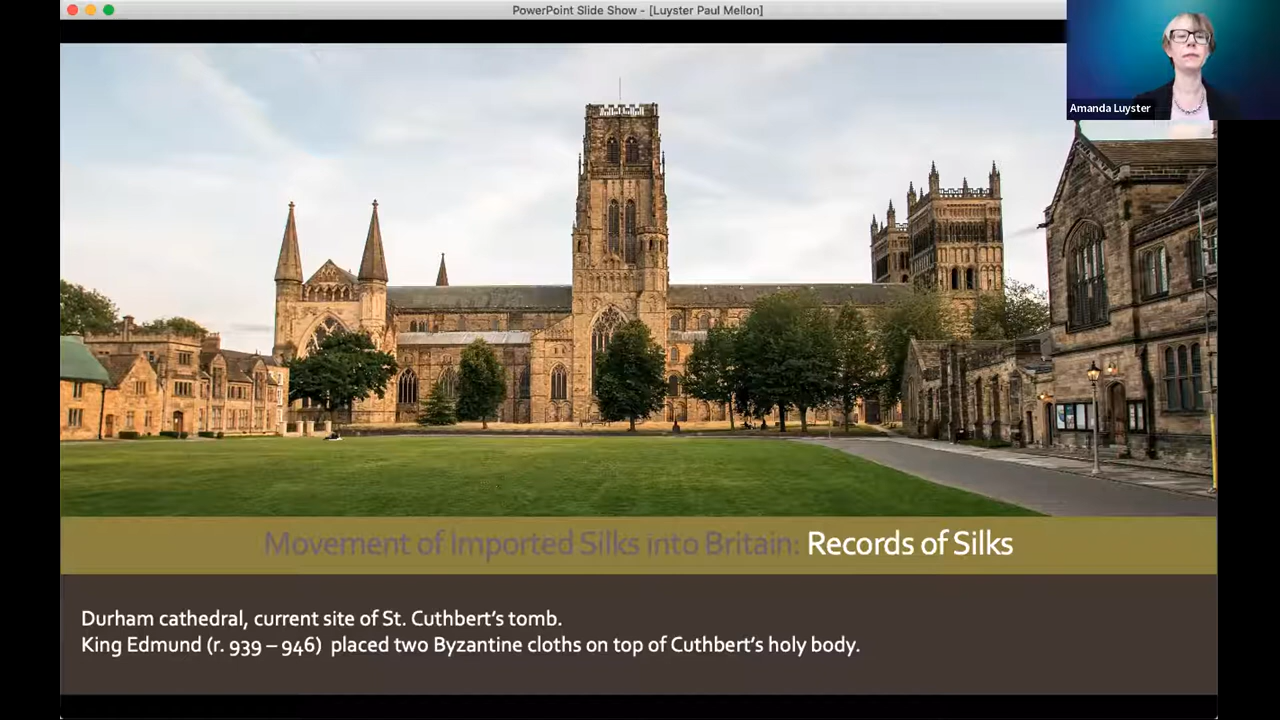 PowerPoint Slide Show - [Luyster Paul Mellon]
Amanda Luyster
Movement of Imported Silks into Britain: Records of Silks
Durham cathedral, current site of St. Cuthbert's tomb.
King Edmund (r. 939 – 946)  placed two Byzantine cloths on top of Cuthbert's holy body.